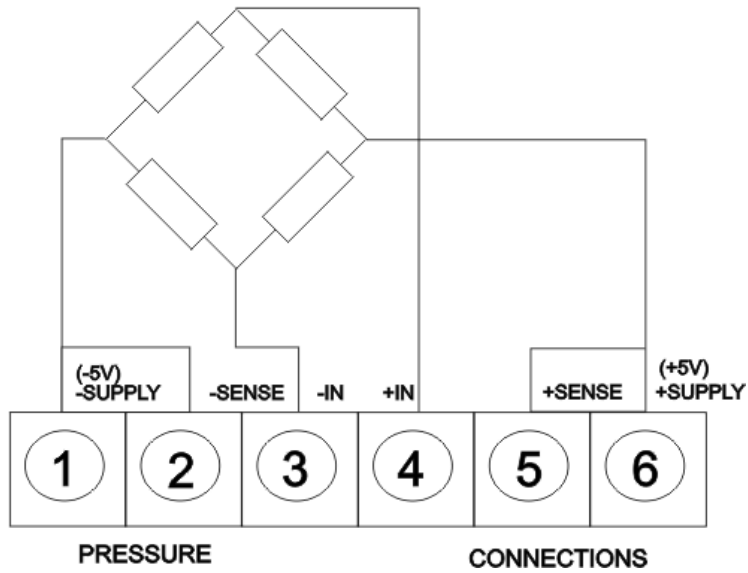 (-5V)
-SUPPLY
-SENSE
-IN
+IN
+SENSE
(+5V)
+SUPPLY
1 2 3 4 5 6
PRESSURE CONNECTIONS